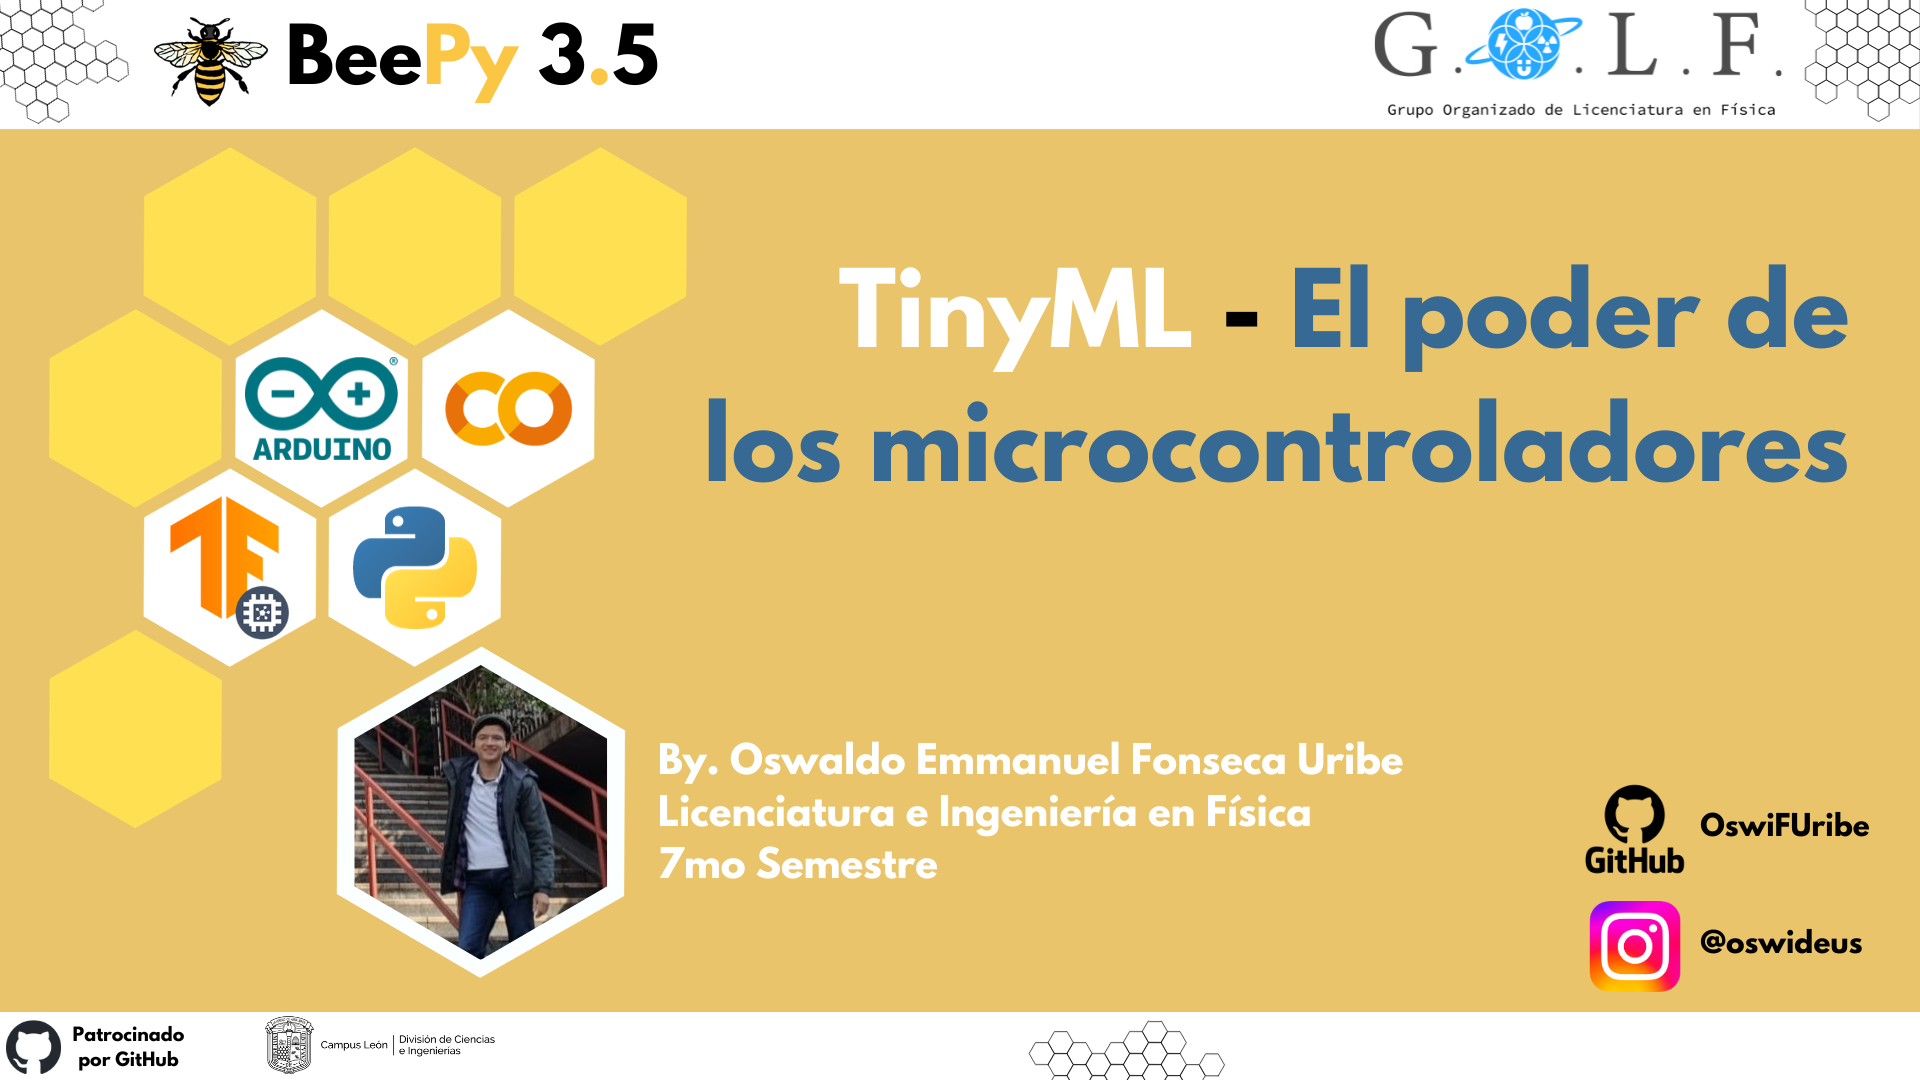 BeePy 3.5
G.O.L.F.
Grupo Organizado de Licenciatura en Física
TinyML - El poder de
los microcontroladores
ARDUINO
By. Oswaldo Emmanuel Fonseca Uribe
Licenciatura e Ingeniería en Física
7mo Semestre
GitHub
OswiFUribe
@oswideus
Patrocinado
por GitHub
Campus León
División de Ciencias
e Ingenierías